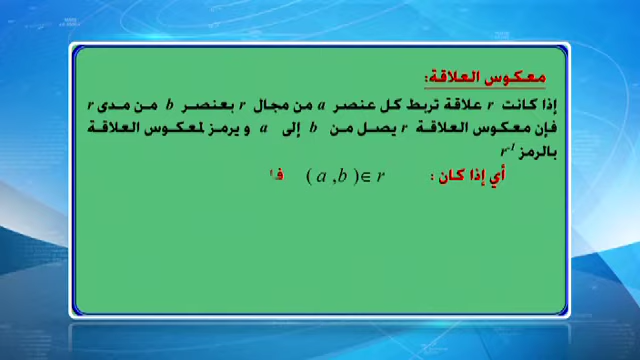 معكوس العلاقة:
إذا كانت r علاقة تربط كل عنصر a من مجال r بعنصر b من مدى r
فإن معكوس العلاقة r يصل من b إلى a و يرمز لمعكوس العلاقة
بالرمز r⁻¹
أي إذا كان : ( a ,b )∈ r فا